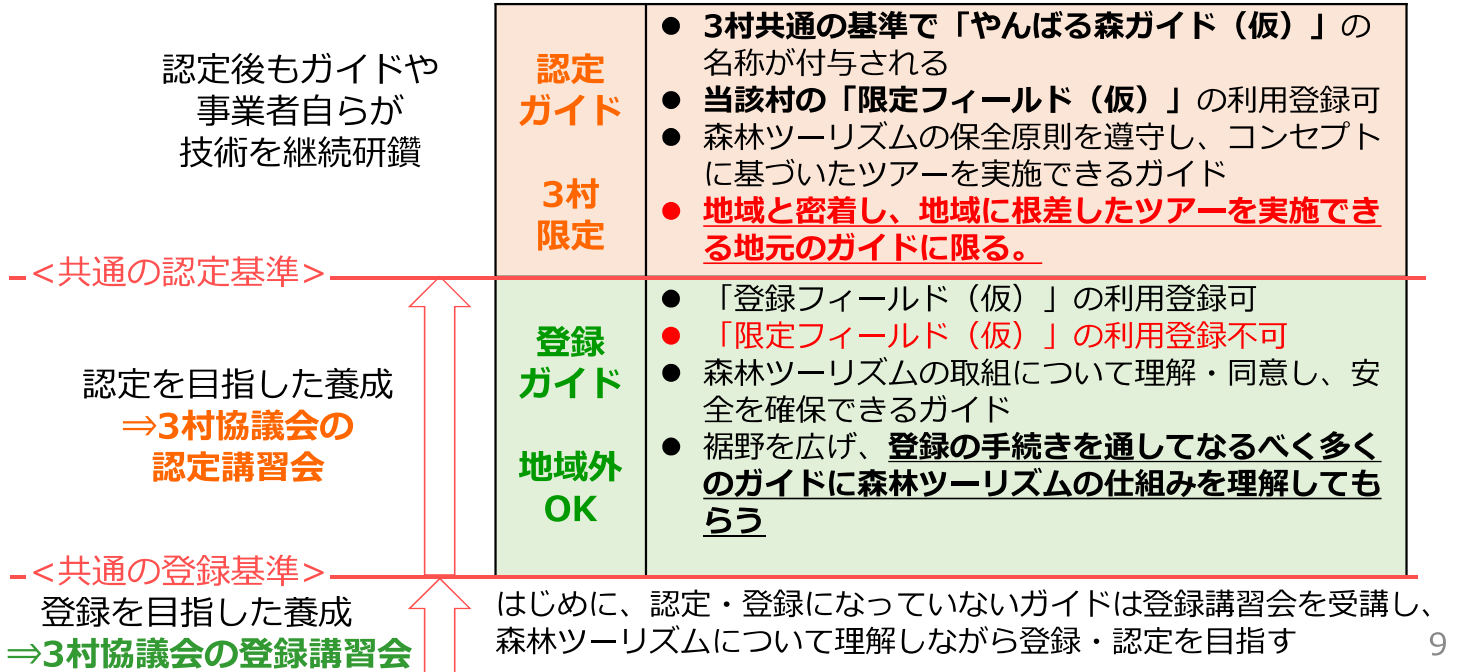 認定後もガイドや
事業者自らが
技術を継続研鑽
認定
ガイド
3村
限定
● 3村共通の基準で「やんばる森ガイド（仮）」の
名称が付与される
● 当該村の「限定フィールド（仮）」の利用登録可
● 森林ツーリズムの保全原則を遵守し、コンセプト
に基づいたツアーを実施できるガイド
● 地域と密着し、地域に根差したツアーを実施でき
る地元のガイドに限る。
<共通の認定基準>
認定を目指した養成
⇒3村協議会の
認定講習会
登録
ガイド
地域外
OK
● 「登録フィールド（仮）」の利用登録可
● 「限定フィールド（仮）」の利用登録不可
● 森林ツーリズムの取組について理解・同意し、安
全を確保できるガイド
● 裾野を広げ、登録の手続きを通してなるべく多く
のガイドに森林ツーリズムの仕組みを理解しても
らう
<共通の登録基準>
登録を目指した養成
⇒3村協議会の登録講習会
はじめに、認定・登録になっていないガイドは登録講習会を受講し、
森林ツーリズムについて理解しながら登録・認定を目指す
9